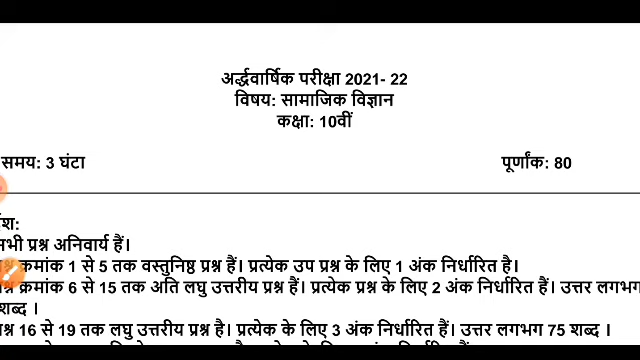 अर्द्धवार्षिक परीक्षा 2021- 22
विषय: सामाजिक विज्ञान
कक्षा: 10वीं
समय: 3 घंटा पूर्णांक: 80
प्रश्न अनिवार्य हैं।
क्रमांक 1 से 5 तक वस्तुनिष्ठ प्रश्न हैं। प्रत्येक उप प्रश्न के लिए 1 अंक निर्धारित है।
क्रमांक 6 से 15 तक अति लघु उत्तरीय प्रश्न हैं। प्रत्येक प्रश्न के लिए 2 अंक निर्धारित हैं। उत्तर लगभग
शब्द ।
16 से 19 तक लघु उत्तरीय प्रश्न है। प्रत्येक के लिए 3 अंक निर्धारित हैं। उत्तर लगभग 75 शब्द ।